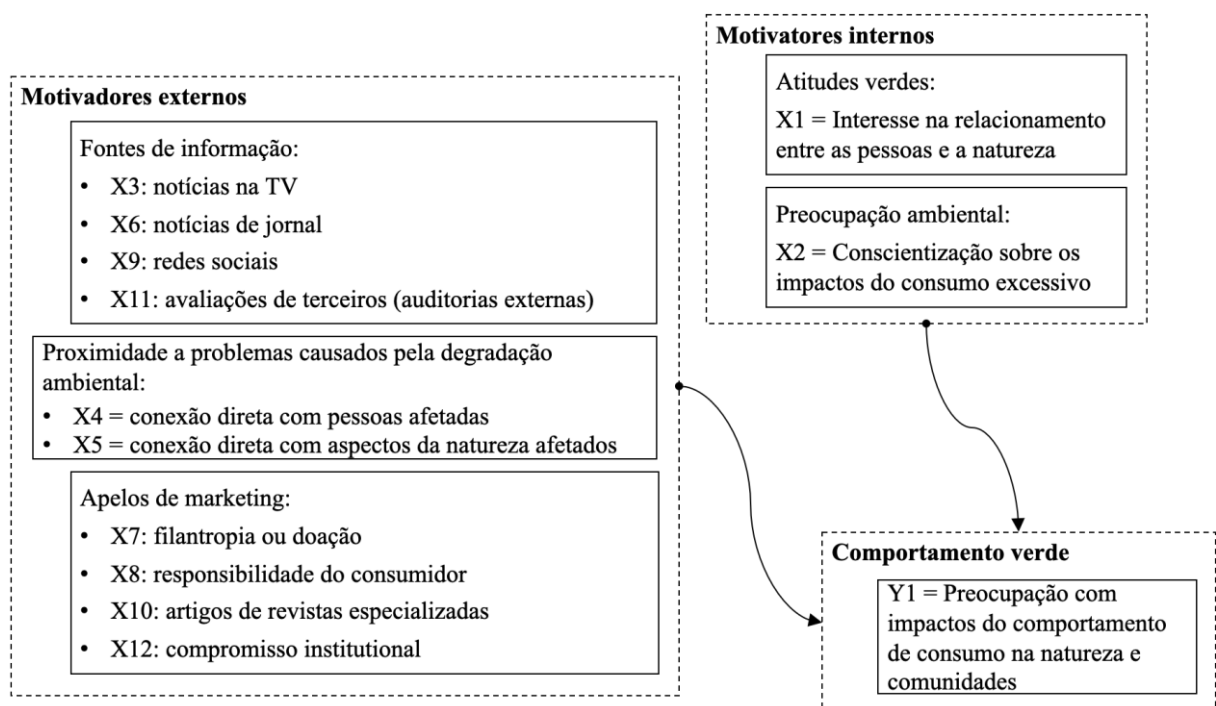 Motivadores externos
Fontes de informação:
• X3: notícias na TV
• X6: notícias de jornal
• X9: redes sociais
• X11: avaliações de terceiros (auditorias externas)
Proximidade a problemas causados pela degradação
ambiental:
• X4 = conexão direta com pessoas afetadas
• X5 = conexão direta com aspectos da natureza afetados
Apelos de marketing:
• X7: filantropia ou doação
• X8: responsibilidade do consumidor
• X10: artigos de revistas especializadas
• X12: compromisso institutional
Motivatores internos
Atitudes verdes:
X1 = Interesse na relacionamento
entre as pessoas e a natureza
Preocupação ambiental:
X2 = Conscientização sobre os
impactos do consumo excessivo
Comportamento verde
Y1 = Preocupação com
impactos do comportamento
de consumo na natureza e
comunidades